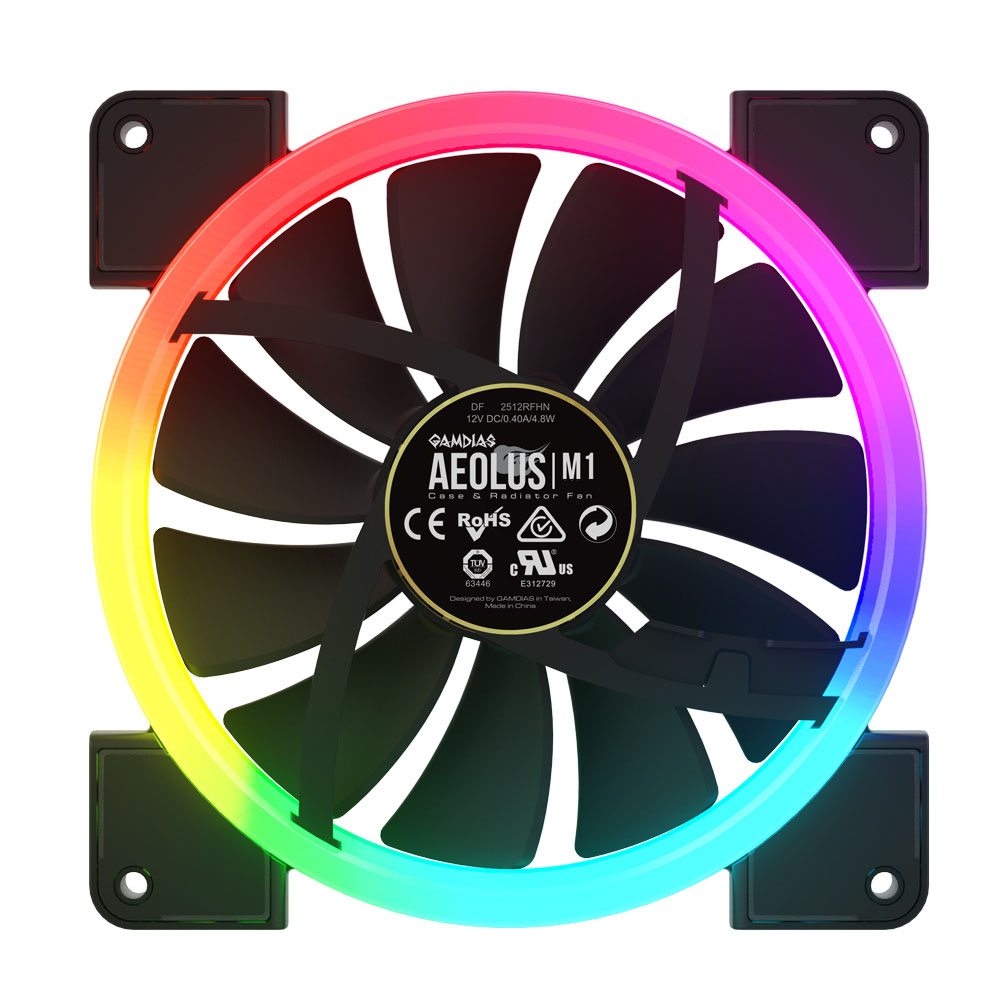 DF 2512RFHN
12V DC/0.40A/4.8W
GAMDIAS
AEOLUS|M1
Case & Radiator Fan
CE RoHS
TÜV
c RU US
63446 E312729
Designed by GAMDIAS in Taiwan,
Made in China